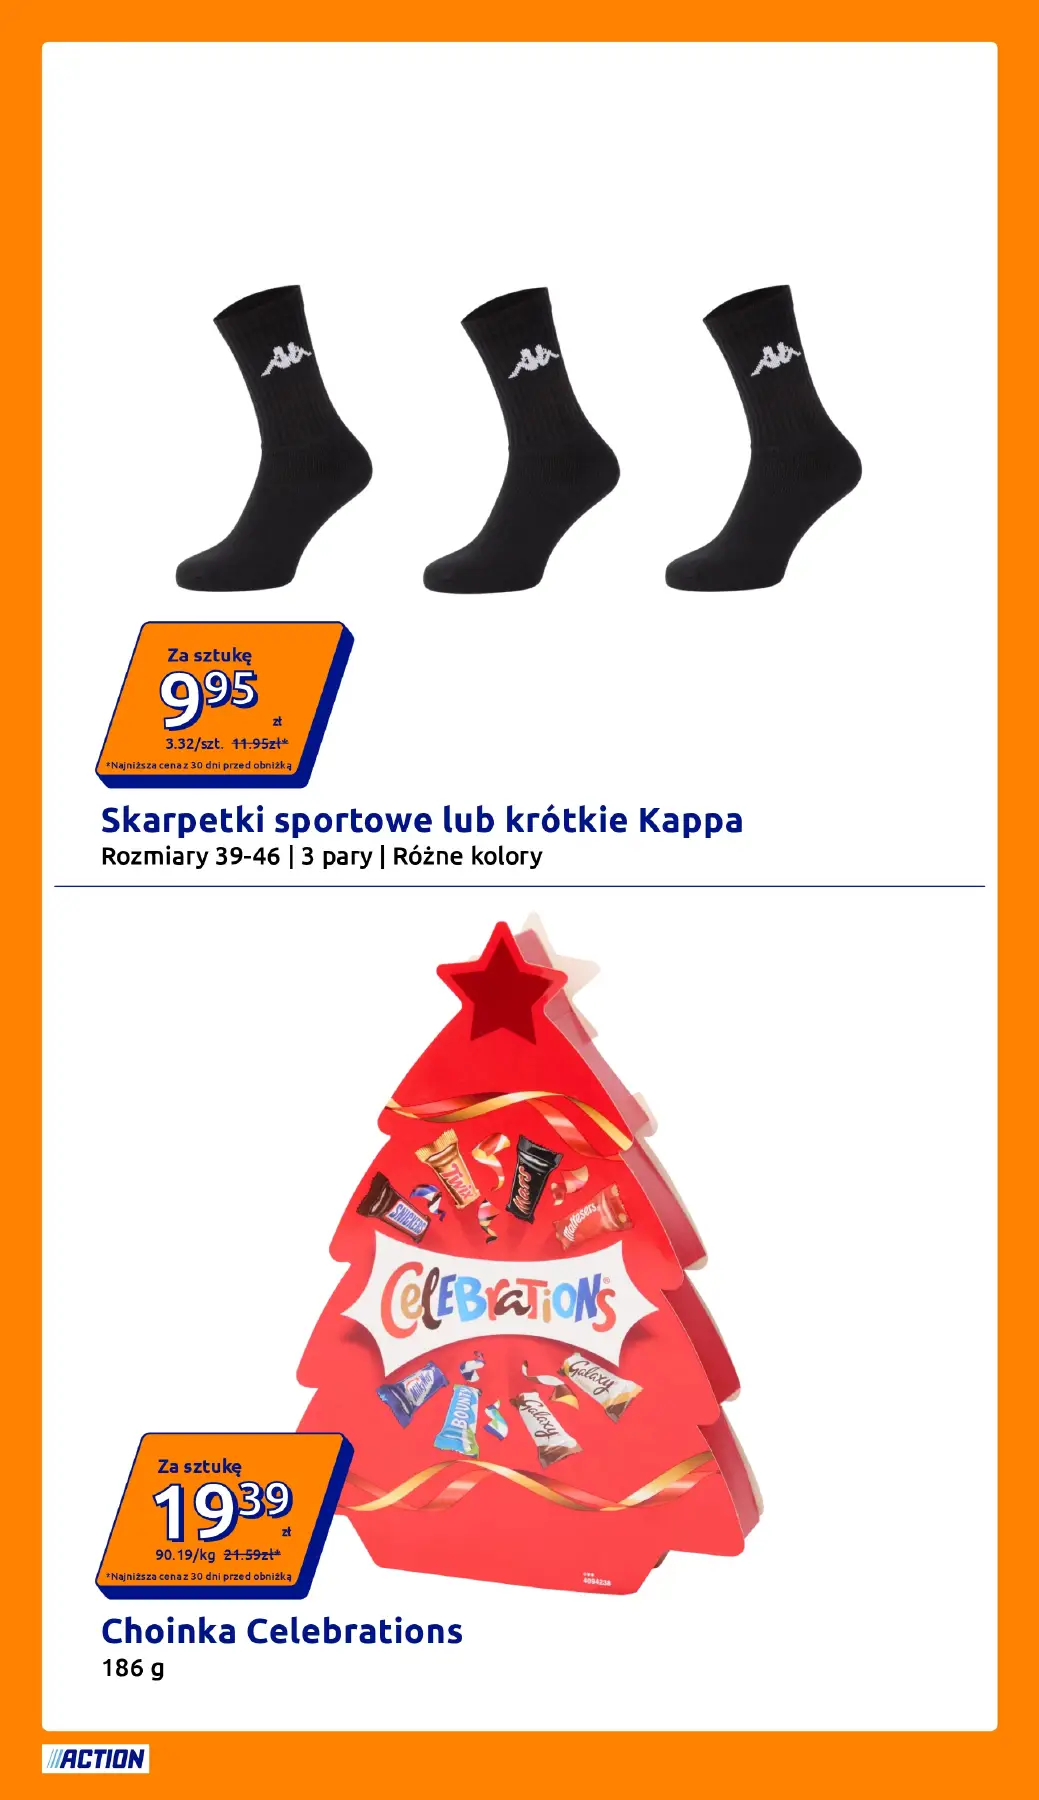 Za sztukę
9 95
zł
3.32/szt. 11.95zł*
*Najniższa cena z 30 dni przed obniżką
Skarpetki sportowe lub krótkie Kappa
Rozmiary 39-46 | 3 pary | Różne kolory
Twix
Mars
SNICKERS
Maltesers
CELEBRATIONS®
MilkyWay
BOUNTY
Galaxy
Galaxy
4094238
Za sztukę
19 39
zł
90.19/kg 21.59zł*
*Najniższa cena z 30 dni przed obniżką
Choinka Celebrations
186 g
ACTION